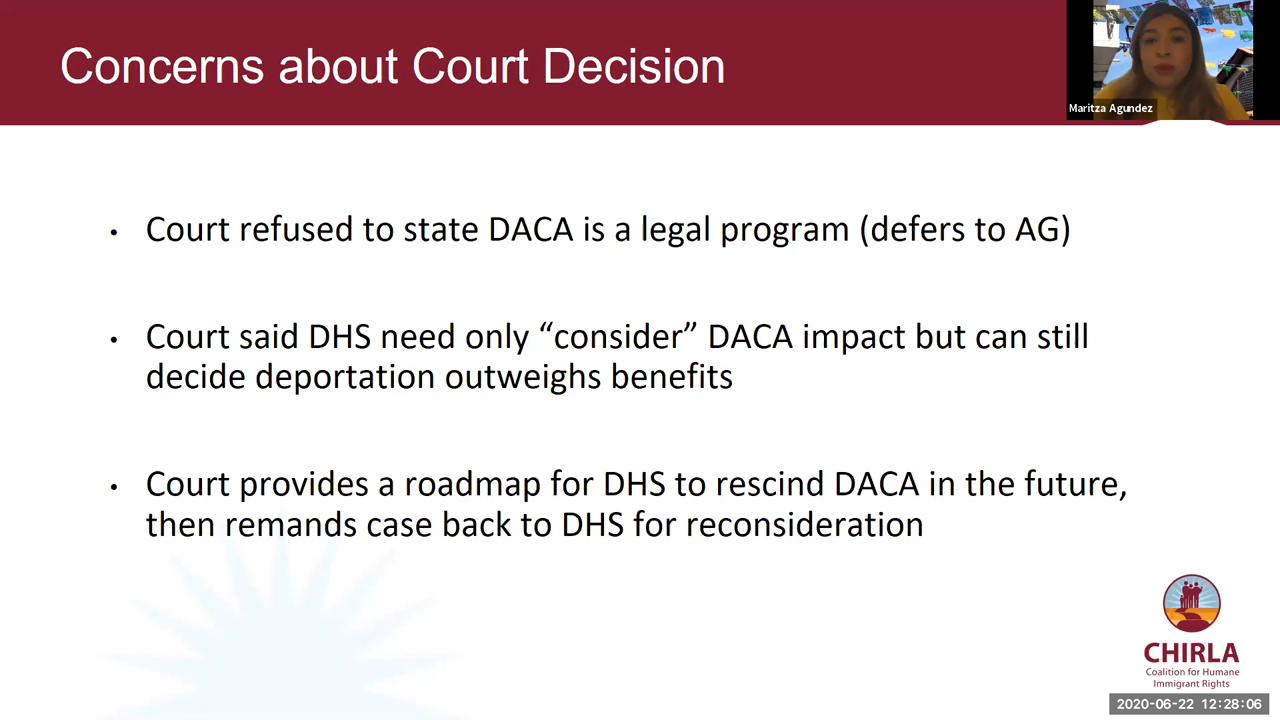 Concerns about Court Decision
Maritza Agundez
• Court refused to state DACA is a legal program (defers to AG)
• Court said DHS need only “consider” DACA impact but can still
decide deportation outweighs benefits
• Court provides a roadmap for DHS to rescind DACA in the future,
then remands case back to DHS for reconsideration
CHIRLA
Coalition for Humane
Immigrant Rights
2020-06-22 12:28:06